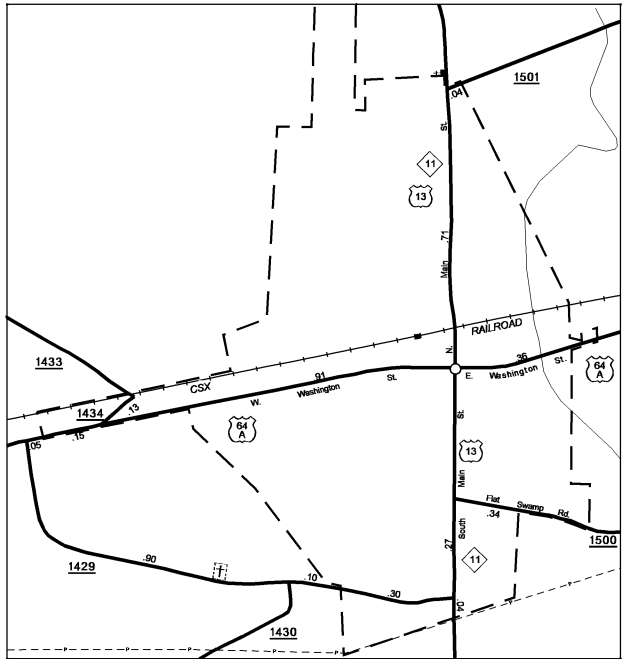 1501
.04
St.
11
13
.71
Main
RAILROAD
N.
.36
St.
Washington
E.
64
A
1433
CSX
.91
St.
Washington
W.
1434
.13
.15
.05
64
A
St.
13
Main
Flat Swamp Rd.
.34
1500
South
.27
11
1429
.90
.10
.30
.04
1430
P
P
P
P
P
P
P